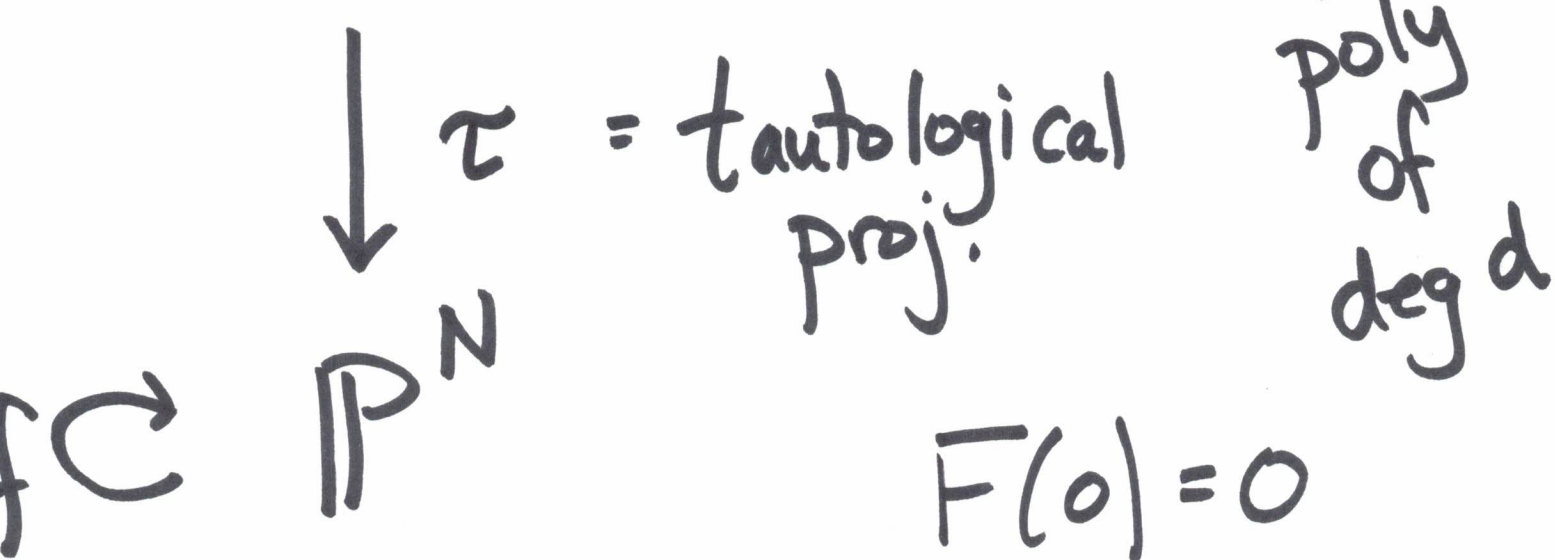 τ = tautological
proj.
poly
of
deg d
f ℙ^N
F(0) = 0